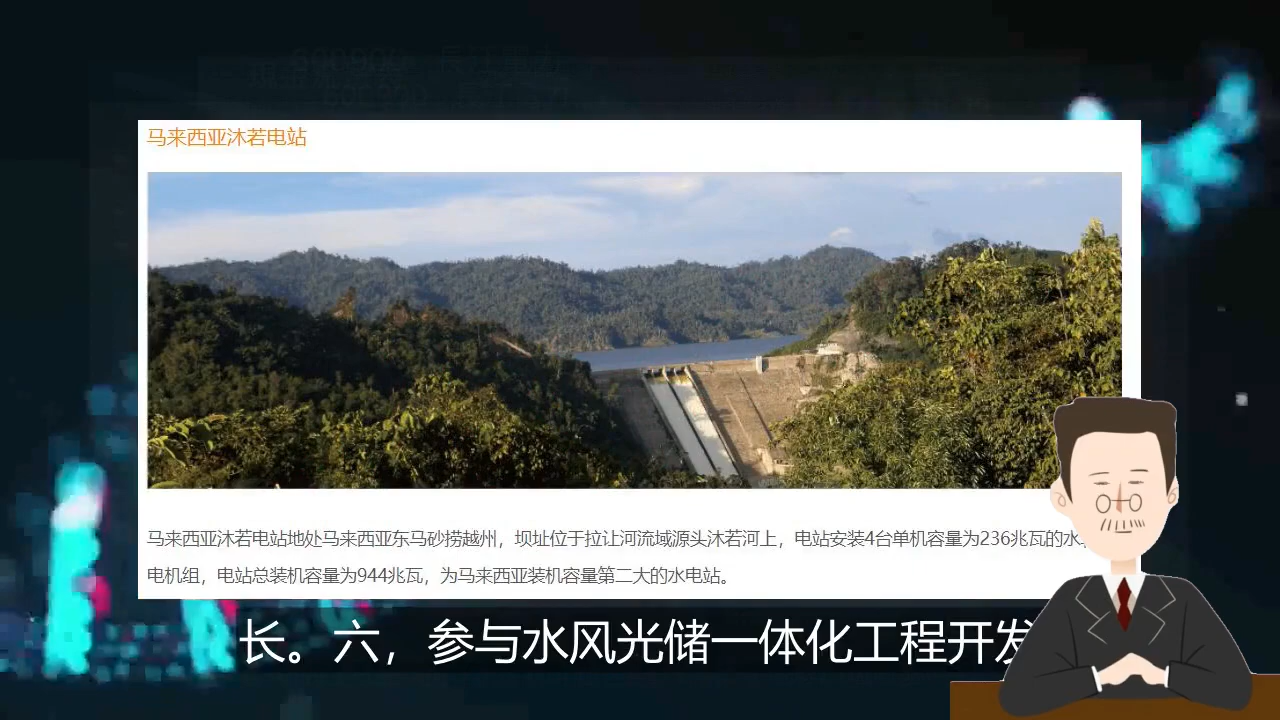 马来西亚沐若电站
马来西亚沐若电站地处马来西亚东马砂捞越州，坝址位于拉让河流域源头沐若河上，电站安装4台单机容量为236兆瓦的水
电机组，电站总装机容量为944兆瓦，为马来西亚装机容量第二大的水电站。
长。六，参与水风光储一体化工程开发